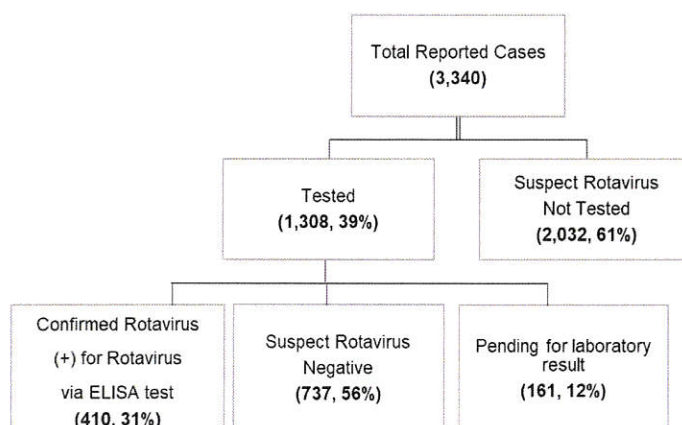 Total Reported Cases
(3,340)
Tested
(1,308, 39%)
Suspect Rotavirus
Not Tested
(2,032, 61%)
Confirmed Rotavirus
(+) for Rotavirus
via ELISA test
(410, 31%)
Suspect Rotavirus
Negative
(737, 56%)
Pending for laboratory
result
(161, 12%)